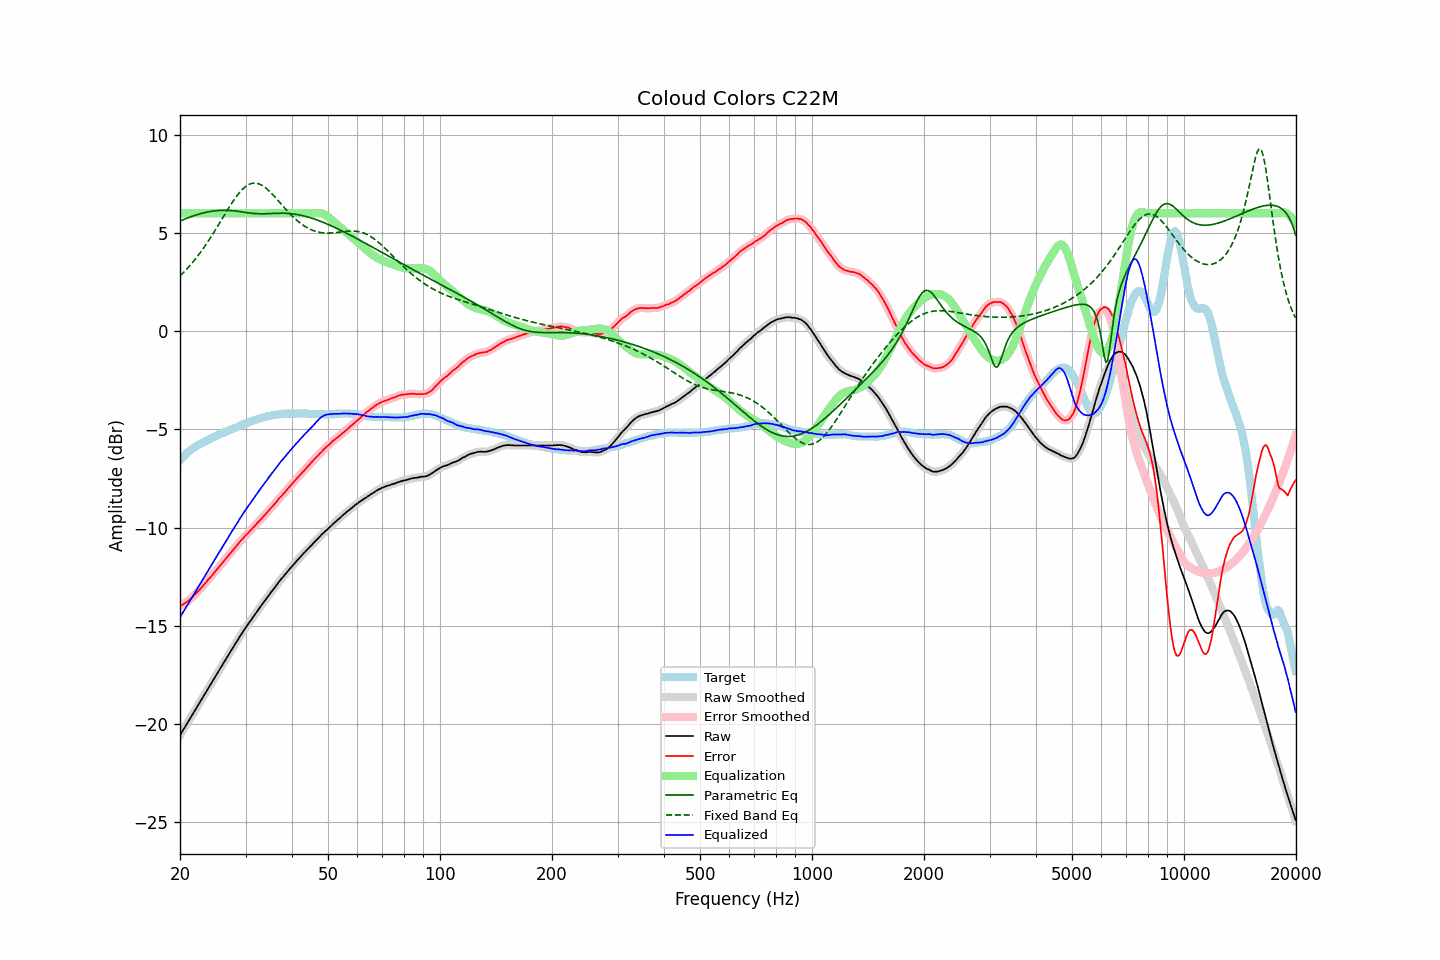 Coloud Colors C22M
Amplitude (dBr)
10
5
0
−5
−10
−15
−20
−25
Target
Raw Smoothed
Error Smoothed
Raw
Error
Equalization
Parametric Eq
Fixed Band Eq
Equalized
20 50 100 200 500 1000 2000 5000 10000 20000
Frequency (Hz)